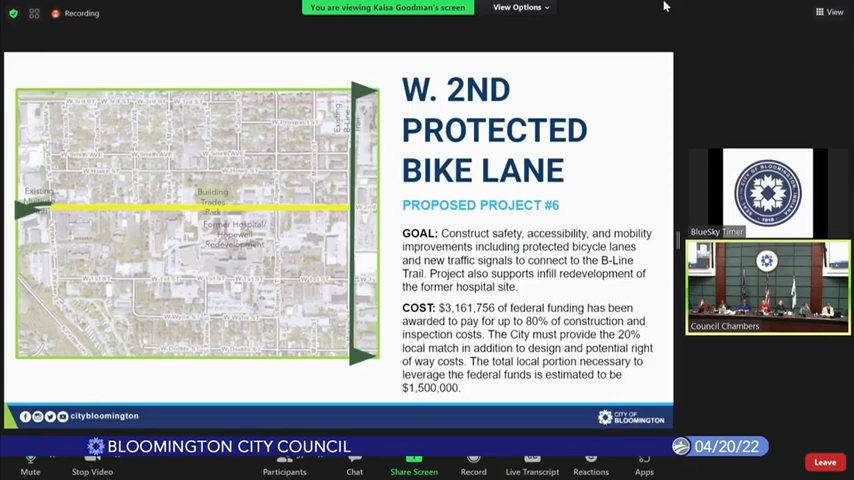 Recording
You are viewing Kaisa Goodman's screen
View Options
View
W. 2ND
PROTECTED
BIKE LANE
PROPOSED PROJECT #6
GOAL: Construct safety, accessibility, and mobility
improvements including protected bicycle lanes
and new traffic signals to connect to the B-Line
Trail. Project also supports infill redevelopment of
the former hospital site.
COST: $3,161,756 of federal funding has been
awarded to pay for up to 80% of construction and
inspection costs. The City must provide the 20%
local match in addition to design and potential right
of way costs. The total local portion necessary to
leverage the federal funds is estimated to be
$1,500,000.
Existing
B-Line
Trail
Existing
Building
Trades
Park
Former Hospital/
Hopewell
Redevelopment
citybloomington
CITY OF
BLOOMINGTON
BlueSky Timer
Council Chambers
BLOOMINGTON CITY COUNCIL
04/20/22
Mute
Stop Video
Participants
Chat
Share Screen
Record
Live Transcript
Reactions
Apps
Leave